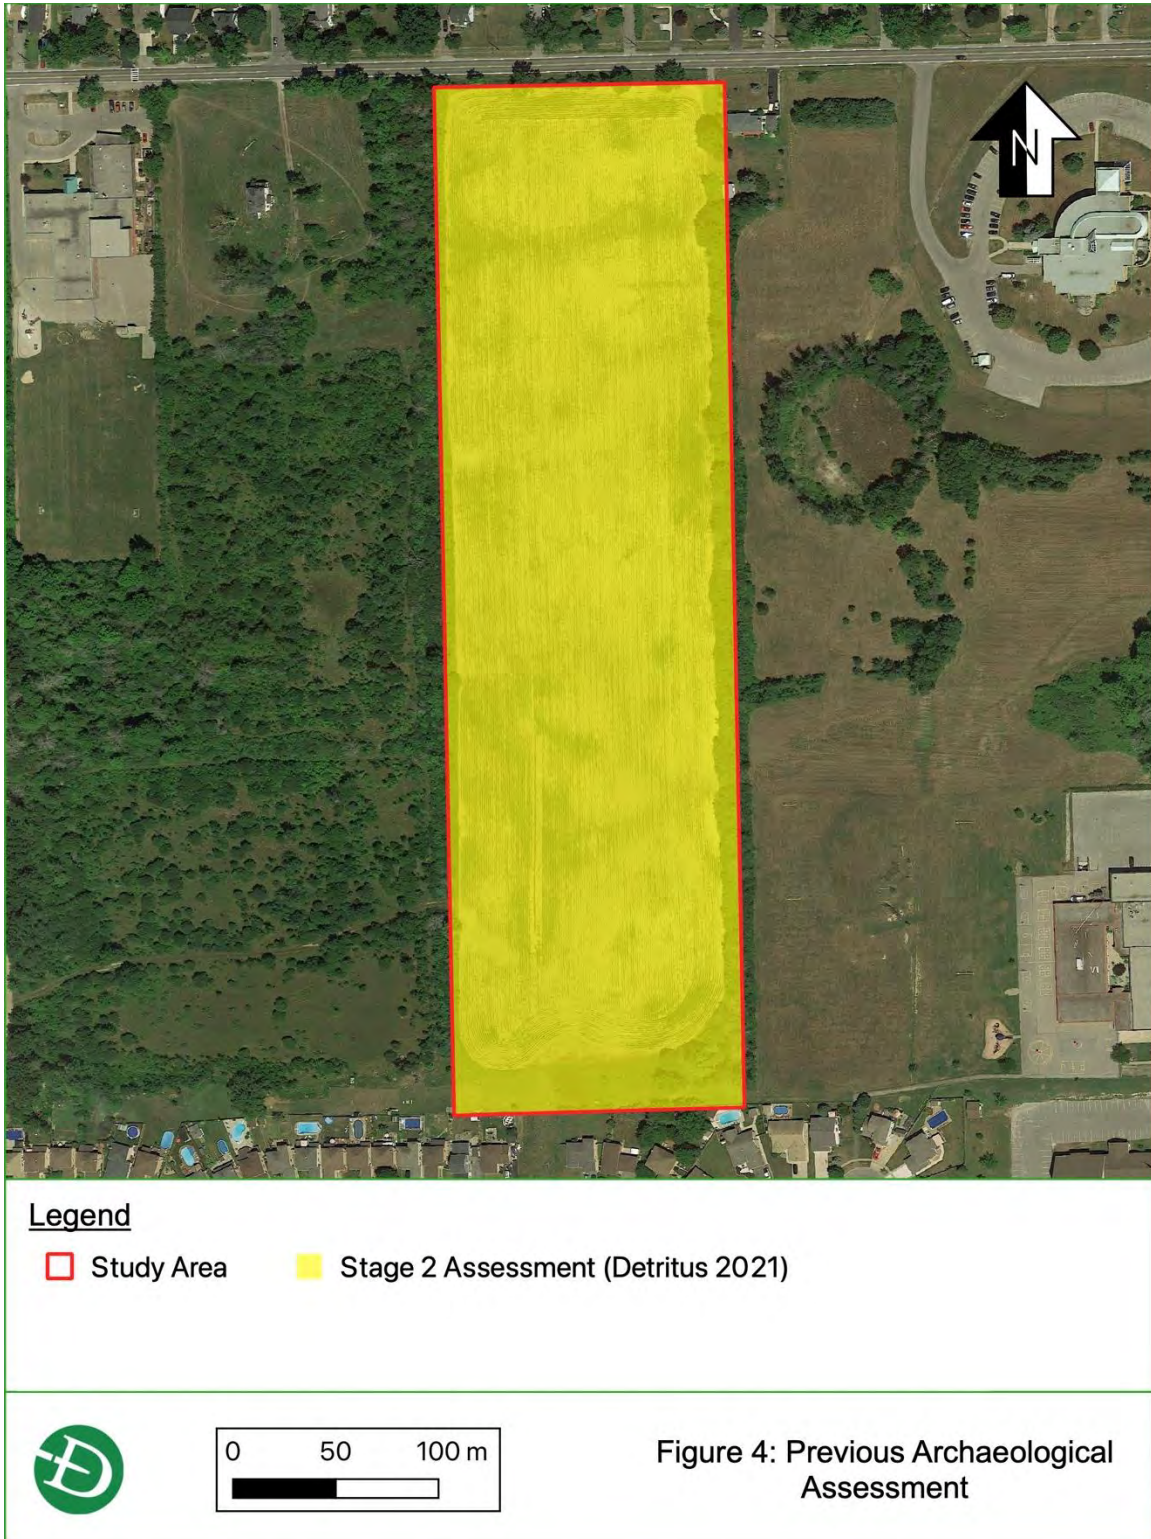 N
Legend
Study Area
Stage 2 Assessment (Detritus 2021)
0 50 100 m
Figure 4: Previous Archaeological
Assessment